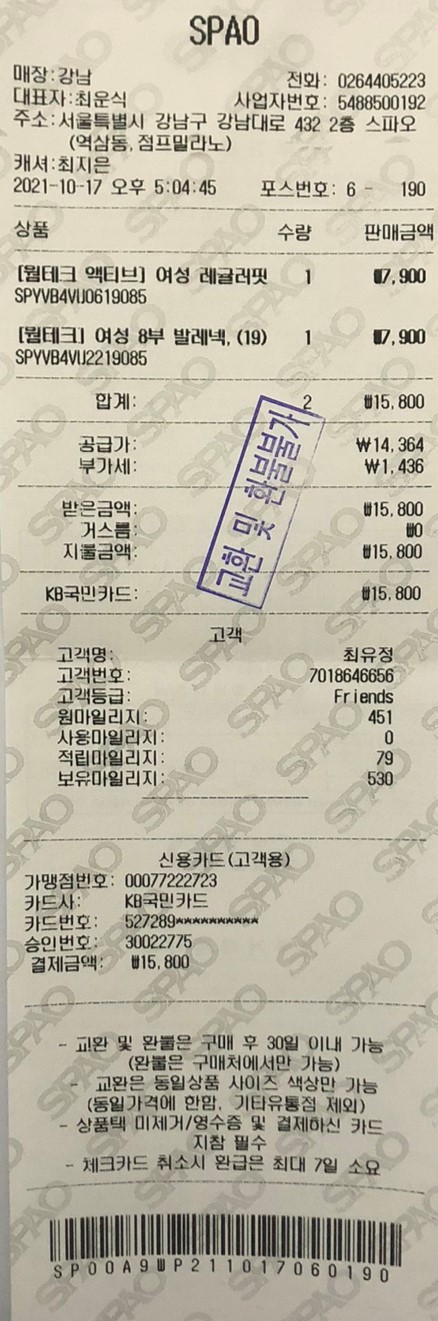 SPAO
매장:강남 전화: 0264405223
대표자:최운식 사업자번호: 5488500192
주소:서울특별시 강남구 강남대로 432 2층 스파오
(역삼동,점프밀라노)
캐셔:최지은
2021-10-17 오후 5:04:45 포스번호: 6 - 190
상품 수량 판매금액
[웜테크 액티브] 여성 레귤러핏 1 ₩7,900
SPYVB4VU0619085
[웜테크] 여성 8부 발레넥,(19) 1 ₩7,900
SPYVB4VU2219085
합계: 2 ₩15,800
공급가: ₩14,364
부가세: ₩1,436
받은금액: ₩15,800
거스름: ₩0
지불금액: ₩15,800
교환 및 환불불가
KB국민카드: ₩15,800
고객
고객명: 최유정
고객번호: 7018646656
고객등급: Friends
원마일리지: 451
사용마일리지: 0
적립마일리지: 79
보유마일리지: 530
신용카드(고객용)
가맹점번호: 00077222723
카드사: KB국민카드
카드번호: 527289**********
승인번호: 30022775
결제금액: ₩15,800
- 교환 및 환불은 구매 후 30일 이내 가능
(환불은 구매처에서만 가능)
- 교환은 동일상품 사이즈 색상만 가능
(동일가격에 한함, 기타유통점 제외)
- 상품택 미제거/영수증 및 결제하신 카드
지참 필수
- 체크카드 취소시 환급은 최대 7일 소요
SP00A9WP211017060190